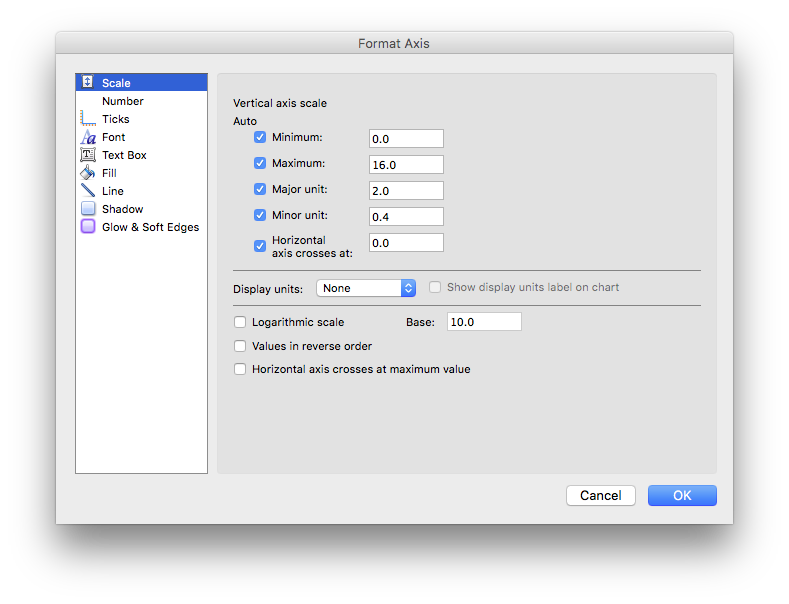 Format Axis
Scale
Number
Ticks
Font
Text Box
Fill
Line
Shadow
Glow & Soft Edges
Vertical axis scale
Auto
Minimum: 0.0
Maximum: 16.0
Major unit: 2.0
Minor unit: 0.4
Horizontal
axis crosses at: 0.0
Display units: None Show display units label on chart
Logarithmic scale Base: 10.0
Values in reverse order
Horizontal axis crosses at maximum value
Cancel OK